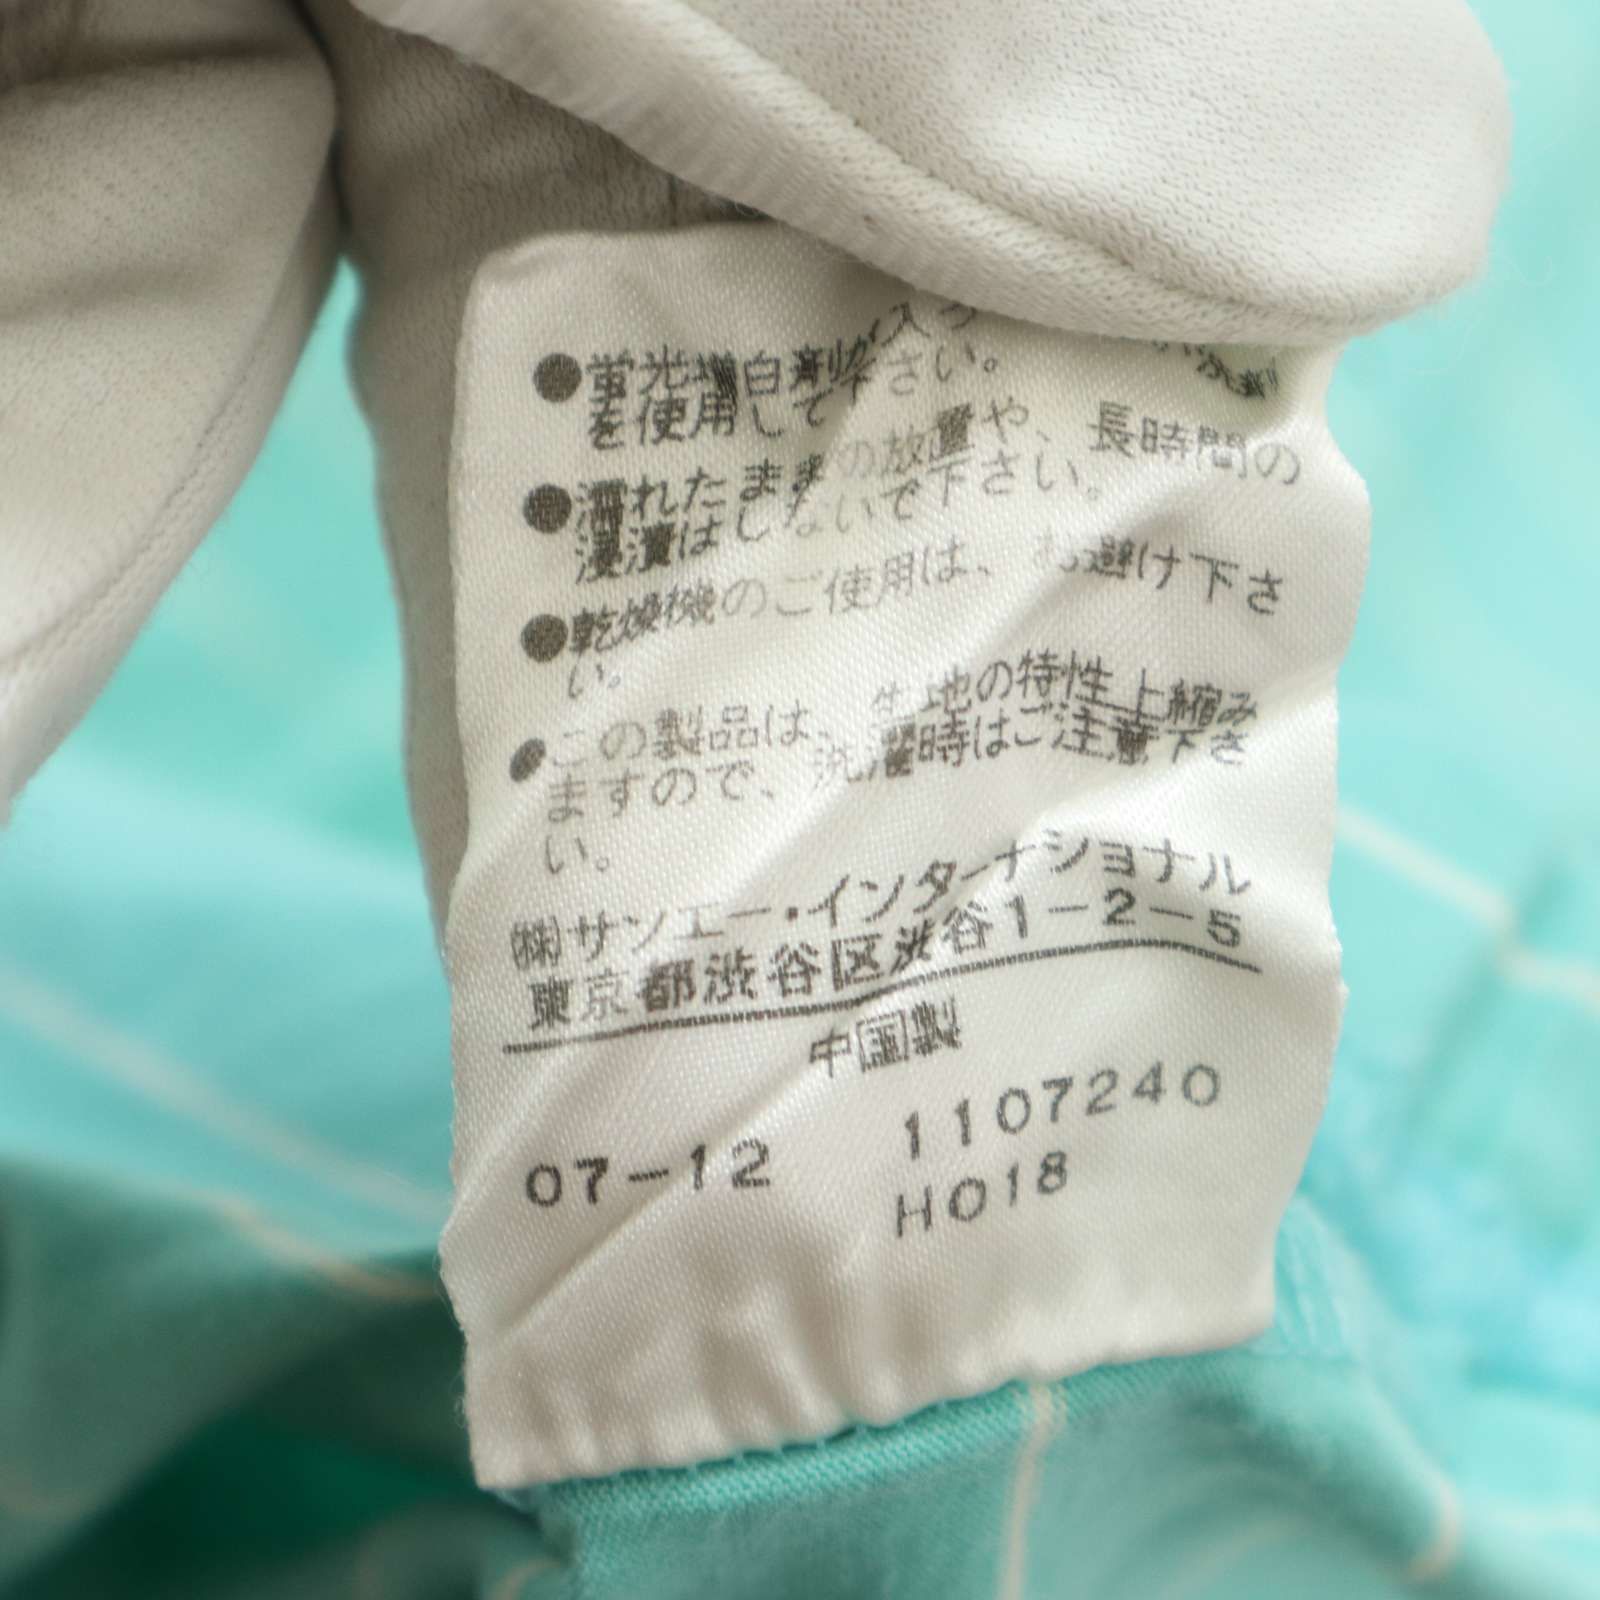 ●蛍光増白剤が入っ
を使用して下さい。
●濡れたままの放置や、長時間の
浸漬はしないで下さい。
●乾燥機のご使用は、お避け下さ
い。
●この製品は、生地の特性上縮み
ますので、洗濯時はご注意下さ
い。
㈱サンエー・インターナショナル
東京都渋谷区渋谷1-2-5
中国製
07-12 1107240
H018